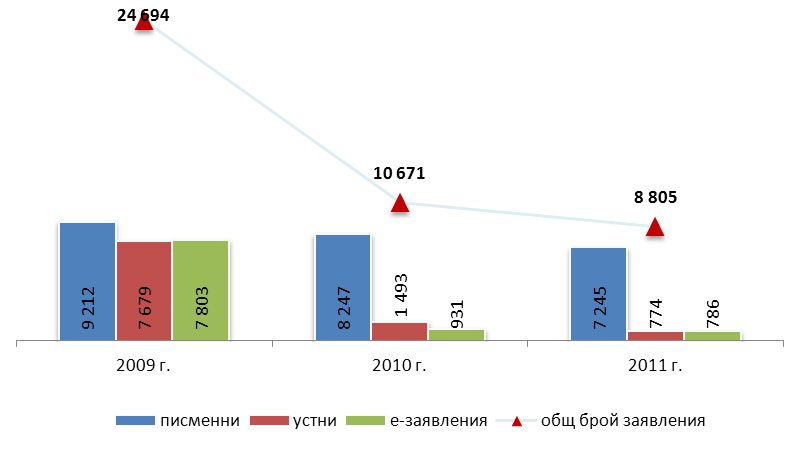 24 694
10 671
8 805
9 212
7 679
7 803
8 247
1 493
931
7 245
774
786
2009 г.
2010 г.
2011 г.
писменни
устни
е-заявления
общ брой заявления